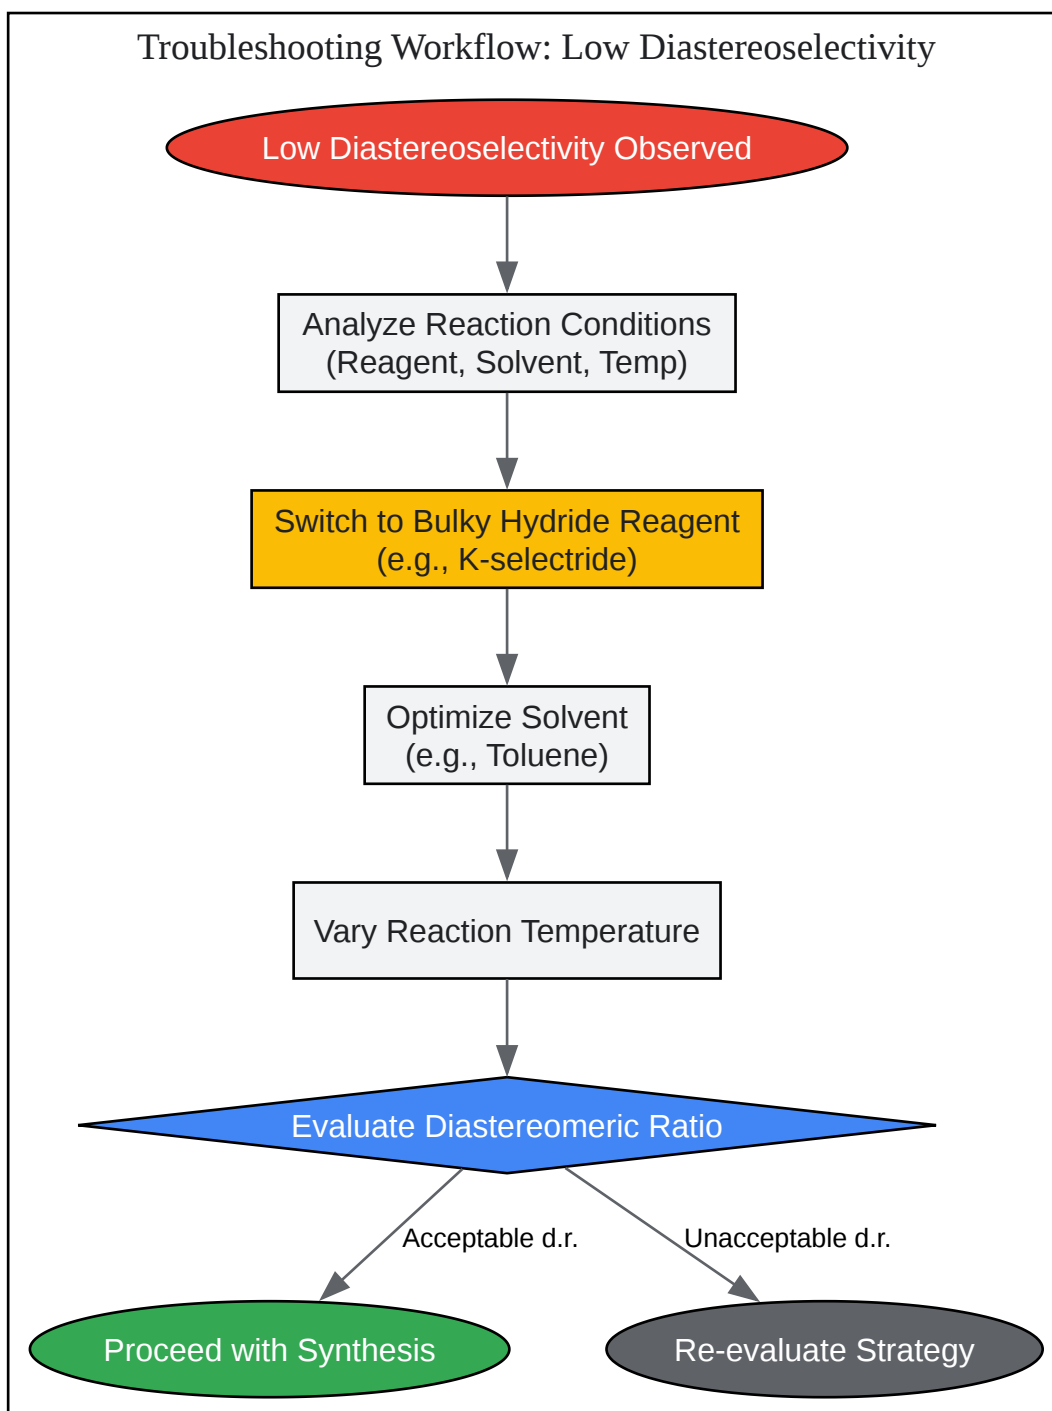 Troubleshooting Workflow: Low Diastereoselectivity
Low Diastereoselectivity Observed
Analyze Reaction Conditions
(Reagent, Solvent, Temp)
Switch to Bulky Hydride Reagent
(e.g., K-selectride)
Optimize Solvent
(e.g., Toluene)
Vary Reaction Temperature
Evaluate Diastereomeric Ratio
Acceptable d.r.
Unacceptable d.r.
Proceed with Synthesis
Re-evaluate Strategy